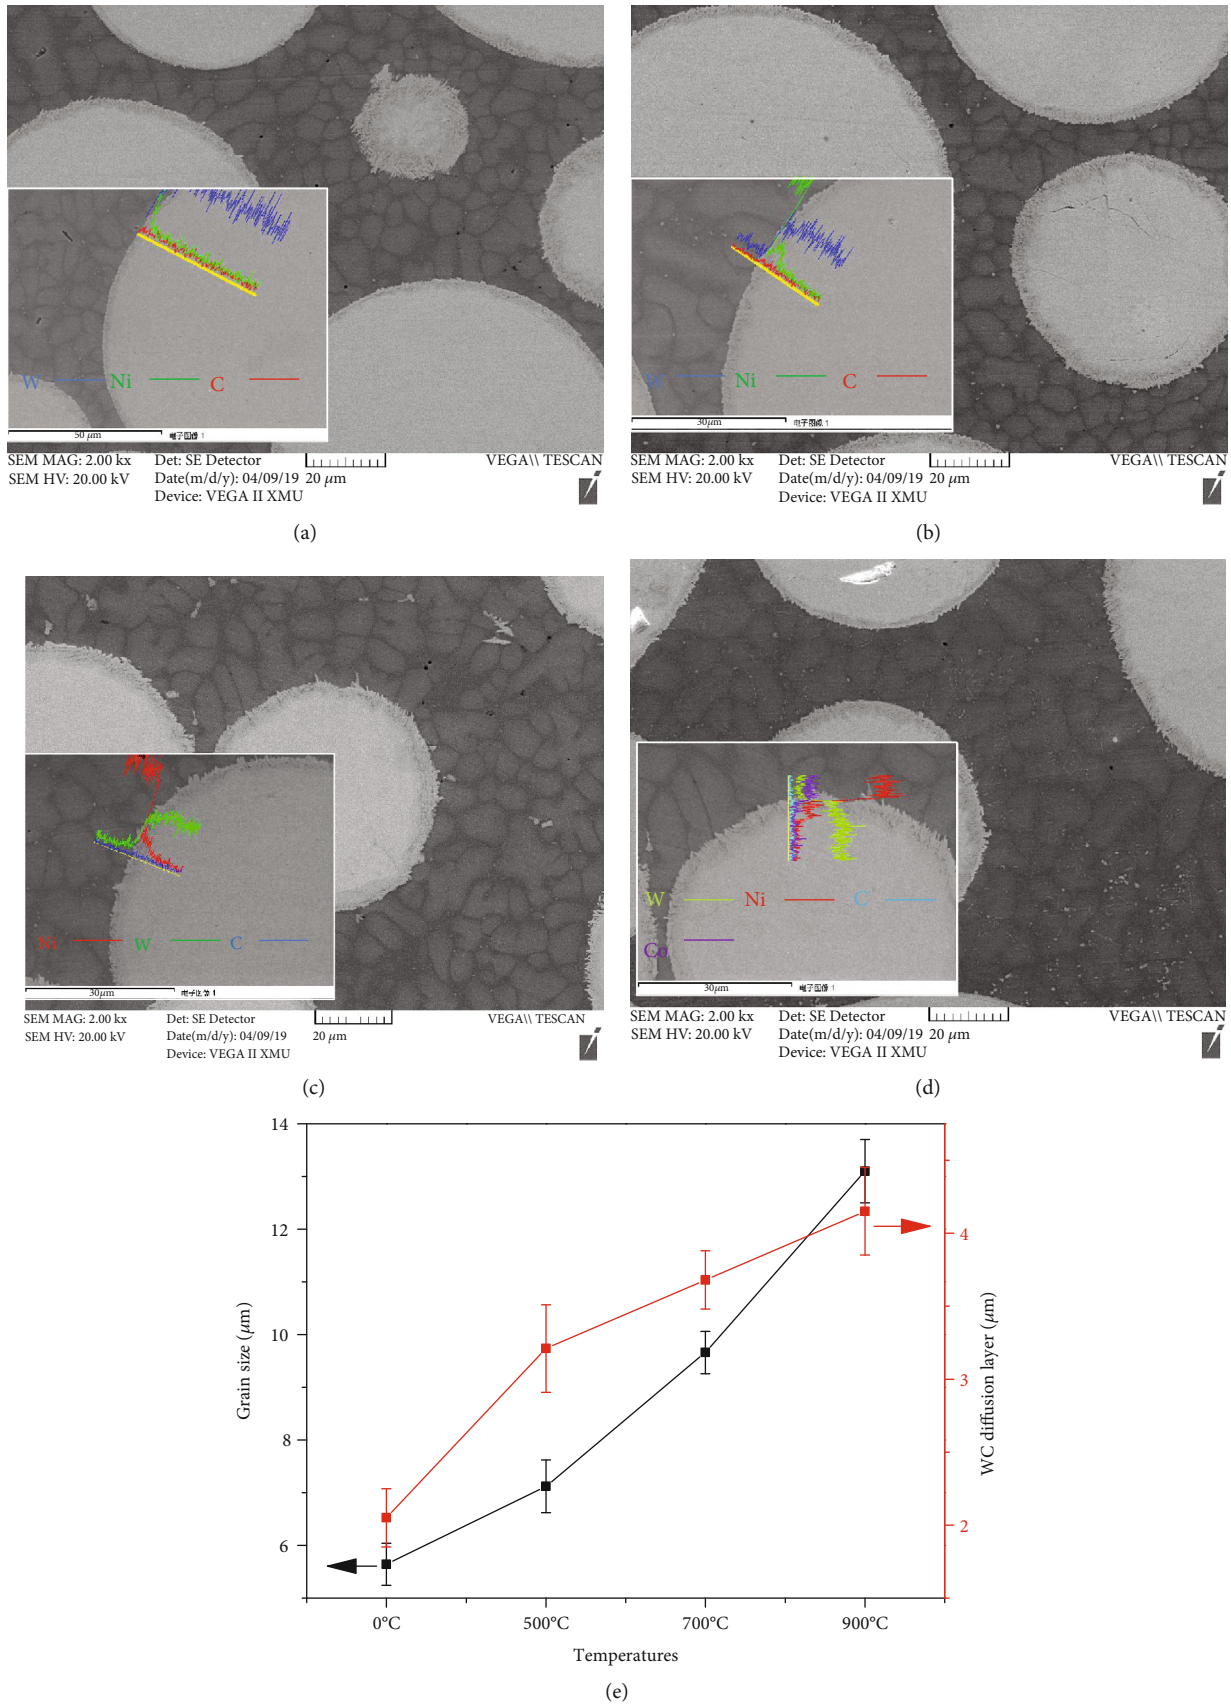 W Ni C
50 μm 电子图像 1
SEM MAG: 2.00 kx Det: SE Detector VEGA\\ TESCAN
SEM HV: 20.00 kV Date(m/d/y): 04/09/19 20 μm
Device: VEGA II XMU
(a)
W Ni C
30μm 电子图像 1
SEM MAG: 2.00 kx Det: SE Detector VEGA\\ TESCAN
SEM HV: 20.00 kV Date(m/d/y): 04/09/19 20 μm
Device: VEGA II XMU
(b)
Ni W C
30μm 电子图像 1
SEM MAG: 2.00 kx Det: SE Detector VEGA\\ TESCAN
SEM HV: 20.00 kV Date(m/d/y): 04/09/19 20 μm
Device: VEGA II XMU
(c)
W Ni C
Co
30μm 电子图像 1
SEM MAG: 2.00 kx Det: SE Detector VEGA\\ TESCAN
SEM HV: 20.00 kV Date(m/d/y): 04/09/19 20 μm
Device: VEGA II XMU
(d)
14
12
10
8
6
Grain size (μm)
4
3
2
WC diffusion layer (μm)
0°C 500°C 700°C 900°C
Temperatures
(e)